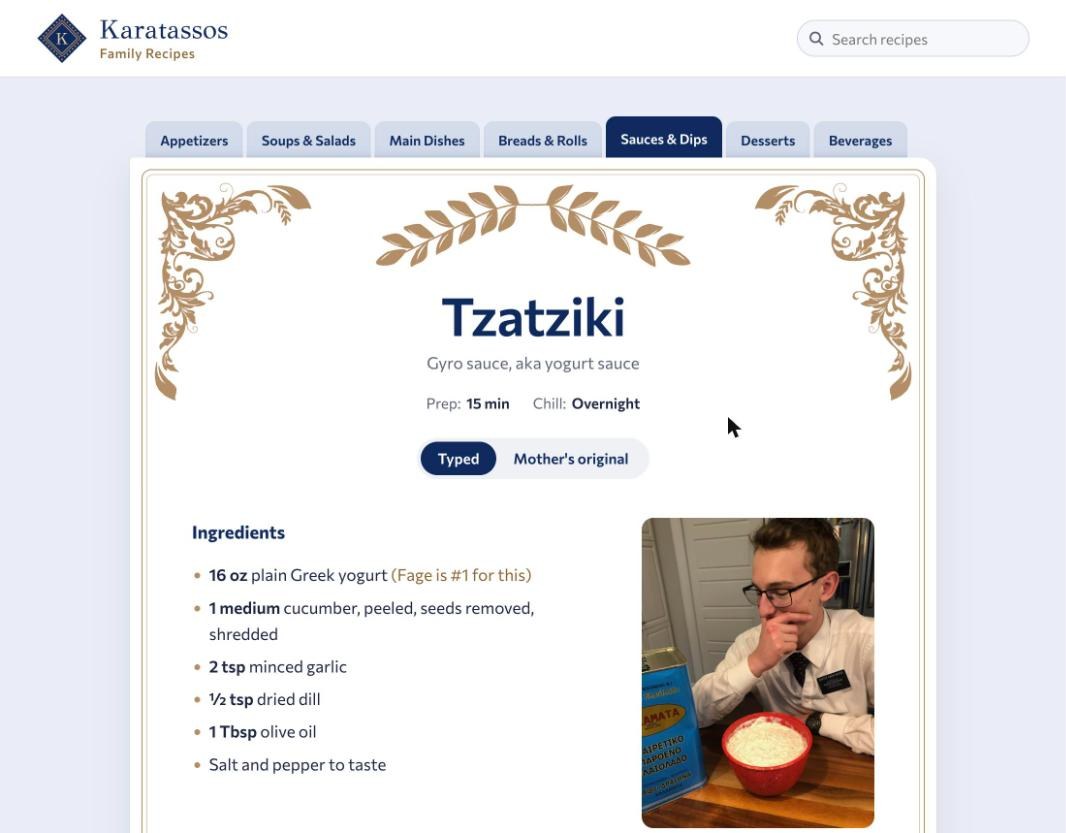 K
Karatassos
Family Recipes
Search recipes
Appetizers
Soups & Salads
Main Dishes
Breads & Rolls
Sauces & Dips
Desserts
Beverages
Tzatziki
Gyro sauce, aka yogurt sauce
Prep: 15 min Chill: Overnight
Typed
Mother's original
Ingredients
16 oz plain Greek yogurt (Fage is #1 for this)
1 medium cucumber, peeled, seeds removed,
shredded
2 tsp minced garlic
½ tsp dried dill
1 Tbsp olive oil
Salt and pepper to taste
ΑΜΑΤΑ
ΑΙΡΕΤΙΚΟ
ΠΑΡΘΕΝΟ